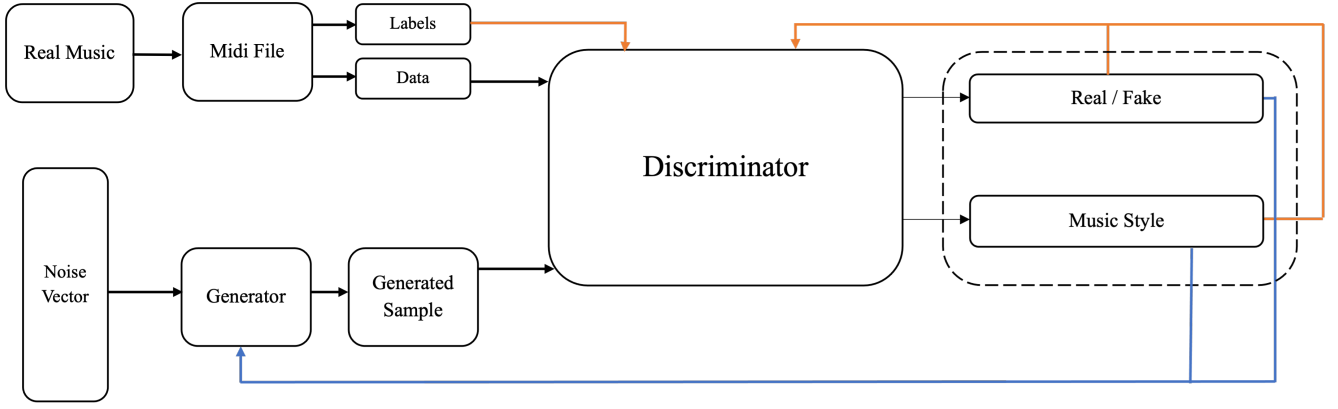 Real Music
Midi File
Labels
Data
Discriminator
Real / Fake
Music Style
Noise
Vector
Generator
Generated
Sample